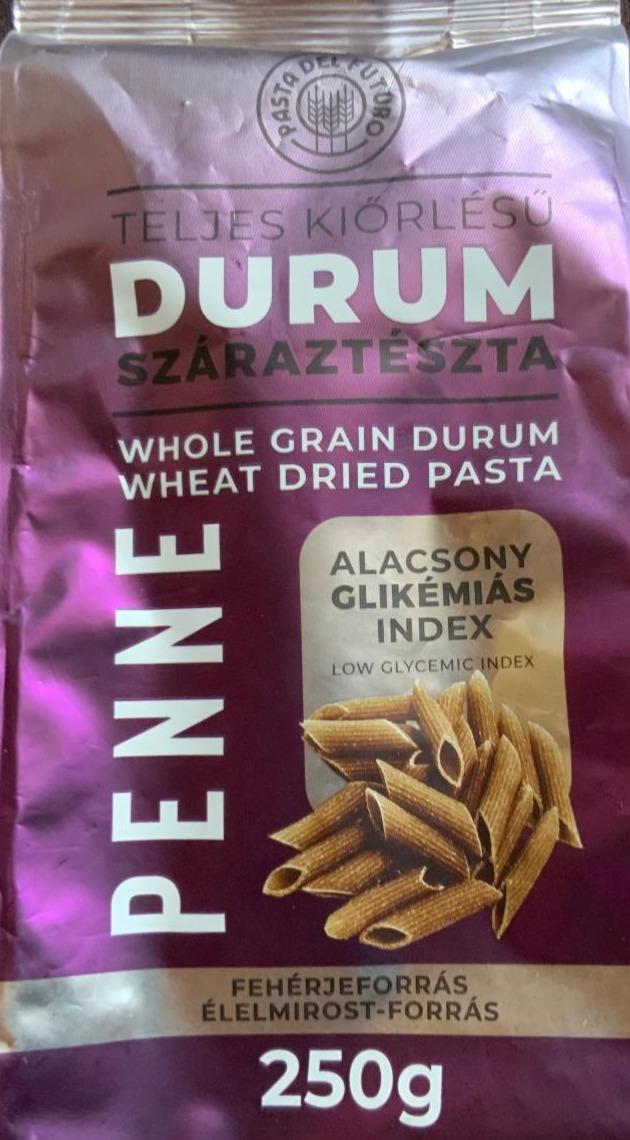 PASTA DEL FUTURO
TELJES KIŐRLÉSŰ
DURUM
SZÁRAZTÉSZTA
WHOLE GRAIN DURUM
WHEAT DRIED PASTA
PENNE
ALACSONY
GLIKÉMIÁS
INDEX
LOW GLYCEMIC INDEX
FEHÉRJEFORRÁS
ÉLELMIROST-FORRÁS
250g